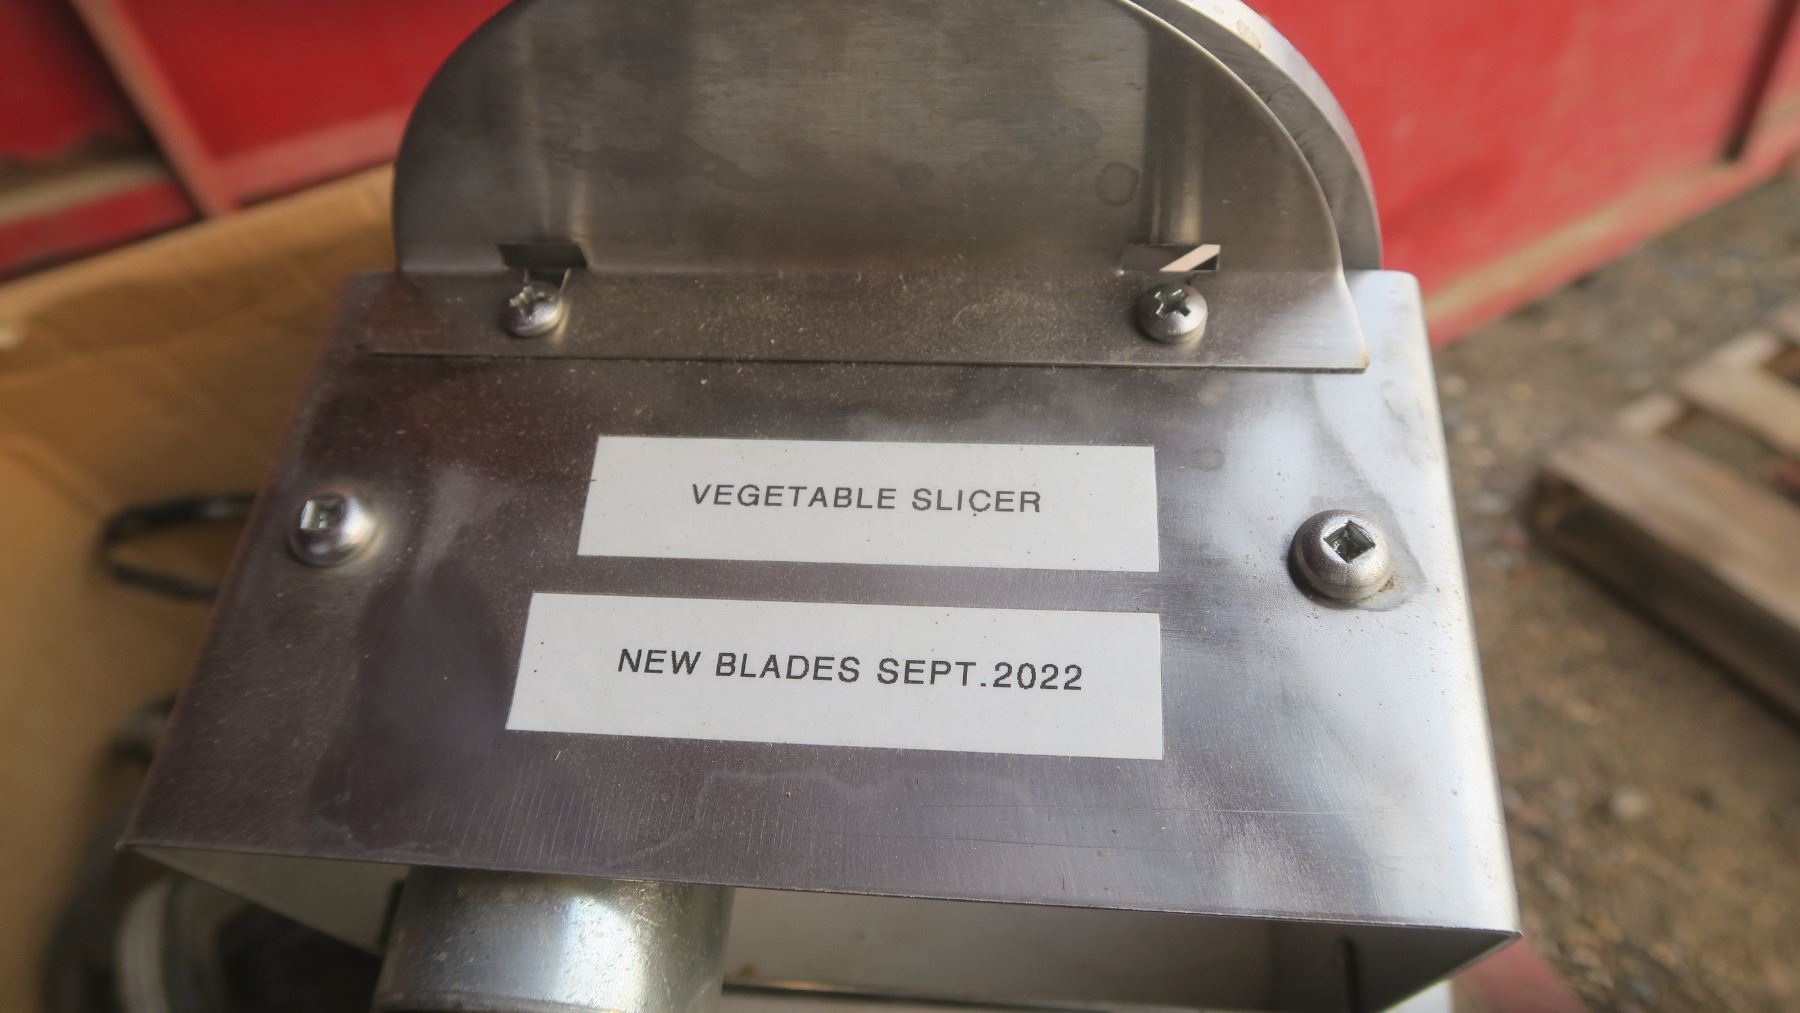 VEGETABLE SLICER
NEW BLADES SEPT.2022